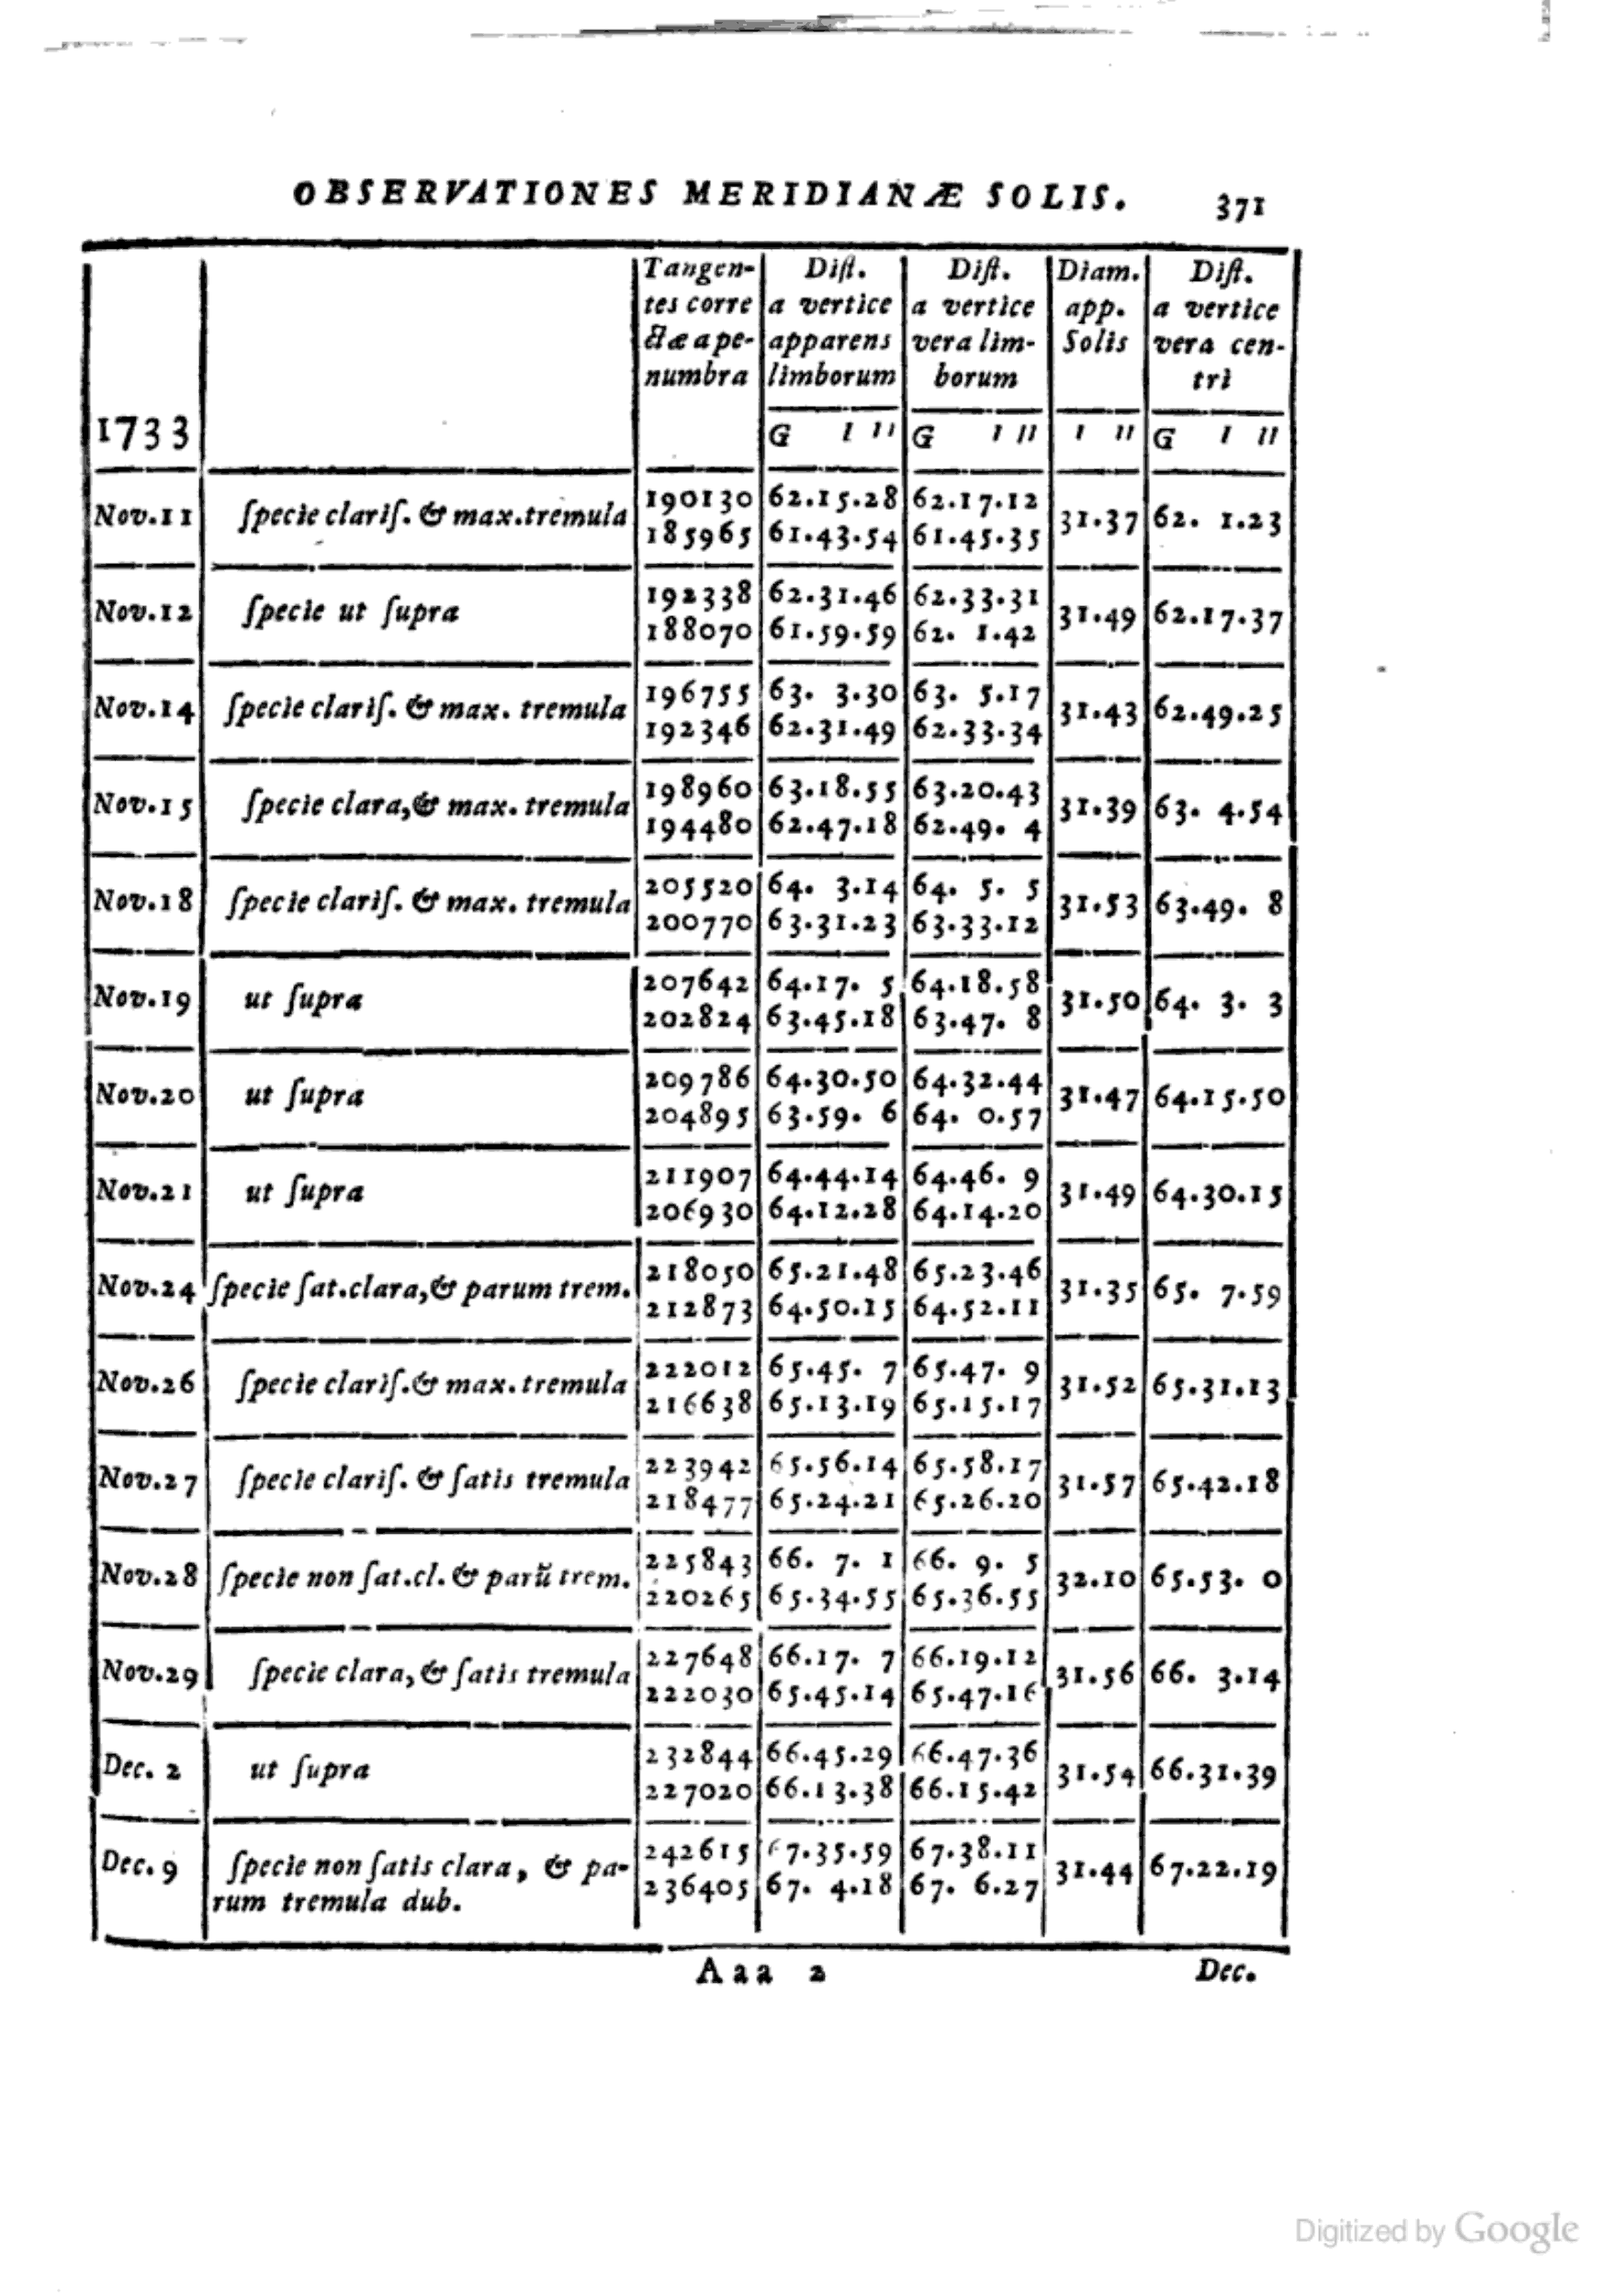 OBSERVATIONES MERIDIANÆ SOLIS. 371
1733 | Tangen-tes correctæ a pe-numbra | Dist. a vertice apparens limborum G I II | Dist. a vertice vera limborum G I II | Diam. app. Solis I II | Dist. a vertice vera centri G I II
Nov.11 ſpecie clariſ. & max.tremula 190130 62.15.28 62.17.12 31.37 62. 1.23
185965 61.43.54 61.45.35
Nov.12 ſpecie ut ſupra 192338 62.31.46 62.33.31 31.49 62.17.37
188070 61.59.59 62. 1.42
Nov.14 ſpecie clariſ. & max. tremula 196755 63. 3.30 63. 5.17 31.43 62.49.25
192346 62.31.49 62.33.34
Nov.15 ſpecie clara,& max. tremula 198960 63.18.55 63.20.43 31.39 63. 4.54
194480 62.47.18 62.49. 4
Nov.18 ſpecie clariſ. & max. tremula 205520 64. 3.14 64. 5. 5 31.53 63.49. 8
200770 63.31.23 63.33.12
Nov.19 ut ſupra 207642 64.17. 5 64.18.58 31.50 64. 3. 3
202824 63.45.18 63.47. 8
Nov.20 ut ſupra 209786 64.30.50 64.32.44 31.47 64.15.50
204895 63.59. 6 64. 0.57
Nov.21 ut ſupra 211907 64.44.14 64.46. 9 31.49 64.30.15
206930 64.12.28 64.14.20
Nov.24 ſpecie ſat.clara,& parum trem. 218050 65.21.48 65.23.46 31.35 65. 7.59
212873 64.50.15 64.52.11
Nov.26 ſpecie clariſ.& max. tremula 222012 65.45. 7 65.47. 9 31.52 65.31.13
216638 65.13.19 65.15.17
Nov.27 ſpecie clariſ. & ſatis tremula 223942 65.56.14 65.58.17 31.57 65.42.18
218477 65.24.21 65.26.20
Nov.28 ſpecie non ſat.cl. & parũ trem. 225843 66. 7. 1 66. 9. 5 32.10 65.53. 0
220265 65.34.55 65.36.55
Nov.29 ſpecie clara, & ſatis tremula 227648 66.17. 7 66.19.12 31.56 66. 3.14
222030 65.45.14 65.47.16
Dec. 2 ut ſupra 232844 66.45.29 66.47.36 31.54 66.31.39
227020 66.13.38 66.15.42
Dec. 9 ſpecie non ſatis clara, & pa- 242615 67.35.59 67.38.11 31.44 67.22.19
rum tremula dub. 236405 67. 4.18 67. 6.27
Aaa 2 Dec.
Digitized by Google